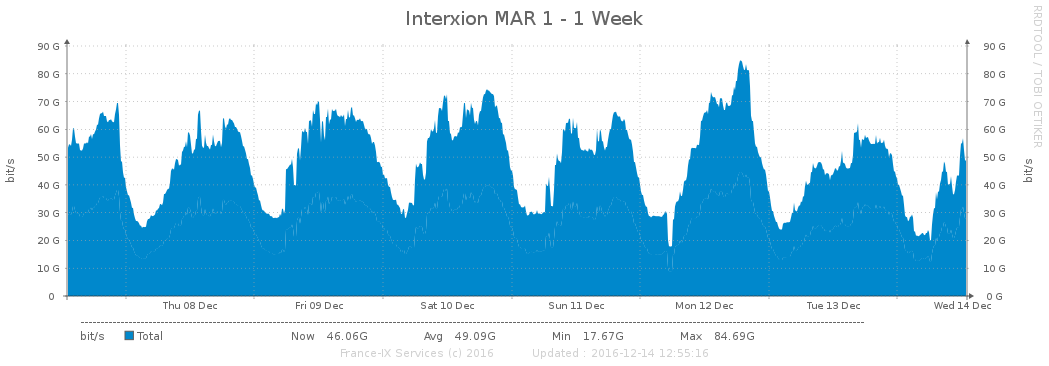 Interxion MAR 1 - 1 Week
RRDTOOL / TOBI OETIKER
bit/s
90 G 90 G
80 G 80 G
70 G 70 G
60 G 60 G
50 G 50 G
40 G 40 G
30 G 30 G
20 G 20 G
10 G 10 G
0 0 G
bit/s
Thu 08 Dec Fri 09 Dec Sat 10 Dec Sun 11 Dec Mon 12 Dec Tue 13 Dec Wed 14 Dec
bit/s Total Now 46.06G Avg 49.09G Min 17.67G Max 84.69G
France-IX Services (c) 2016 Updated : 2016-12-14 12:55:16